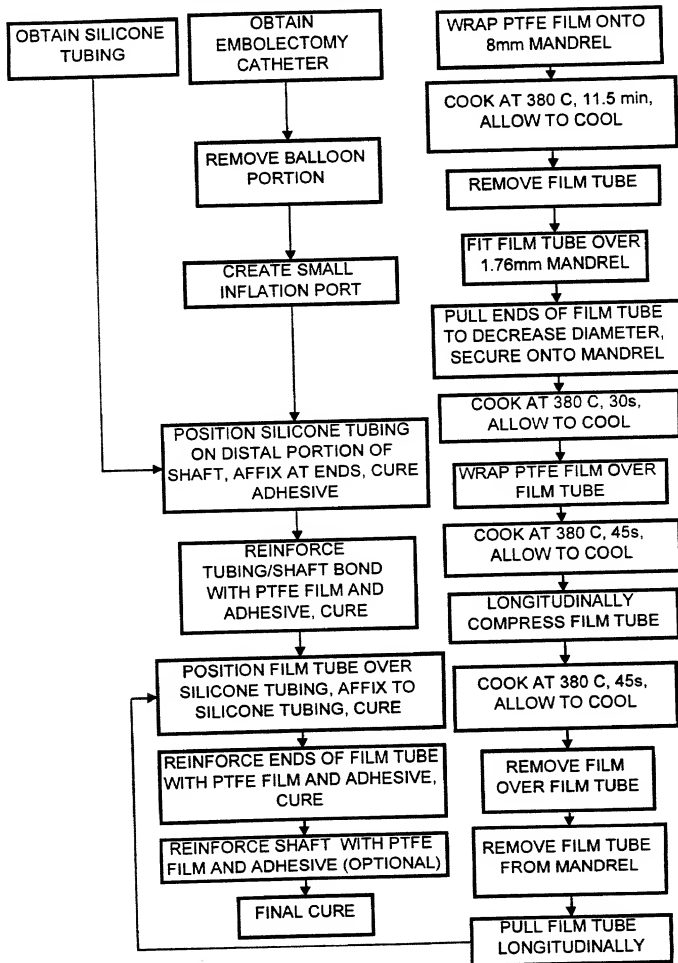 OBTAIN SILICONE
TUBING
OBTAIN
EMBOLECTOMY
CATHETER
REMOVE BALLOON
PORTION
CREATE SMALL
INFLATION PORT
POSITION SILICONE TUBING
ON DISTAL PORTION OF
SHAFT, AFFIX AT ENDS, CURE
ADHESIVE
REINFORCE
TUBING/SHAFT BOND
WITH PTFE FILM AND
ADHESIVE, CURE
POSITION FILM TUBE OVER
SILICONE TUBING, AFFIX TO
SILICONE TUBING, CURE
REINFORCE ENDS OF FILM TUBE
WITH PTFE FILM AND ADHESIVE,
CURE
REINFORCE SHAFT WITH PTFE
FILM AND ADHESIVE (OPTIONAL)
FINAL CURE
WRAP PTFE FILM ONTO
8mm MANDREL
COOK AT 380 C, 11.5 min,
ALLOW TO COOL
REMOVE FILM TUBE
FIT FILM TUBE OVER
1.76mm MANDREL
PULL ENDS OF FILM TUBE
TO DECREASE DIAMETER,
SECURE ONTO MANDREL
COOK AT 380 C, 30s,
ALLOW TO COOL
WRAP PTFE FILM OVER
FILM TUBE
COOK AT 380 C, 45s,
ALLOW TO COOL
LONGITUDINALLY
COMPRESS FILM TUBE
COOK AT 380 C, 45s,
ALLOW TO COOL
REMOVE FILM
OVER FILM TUBE
REMOVE FILM TUBE
FROM MANDREL
PULL FILM TUBE
LONGITUDINALLY